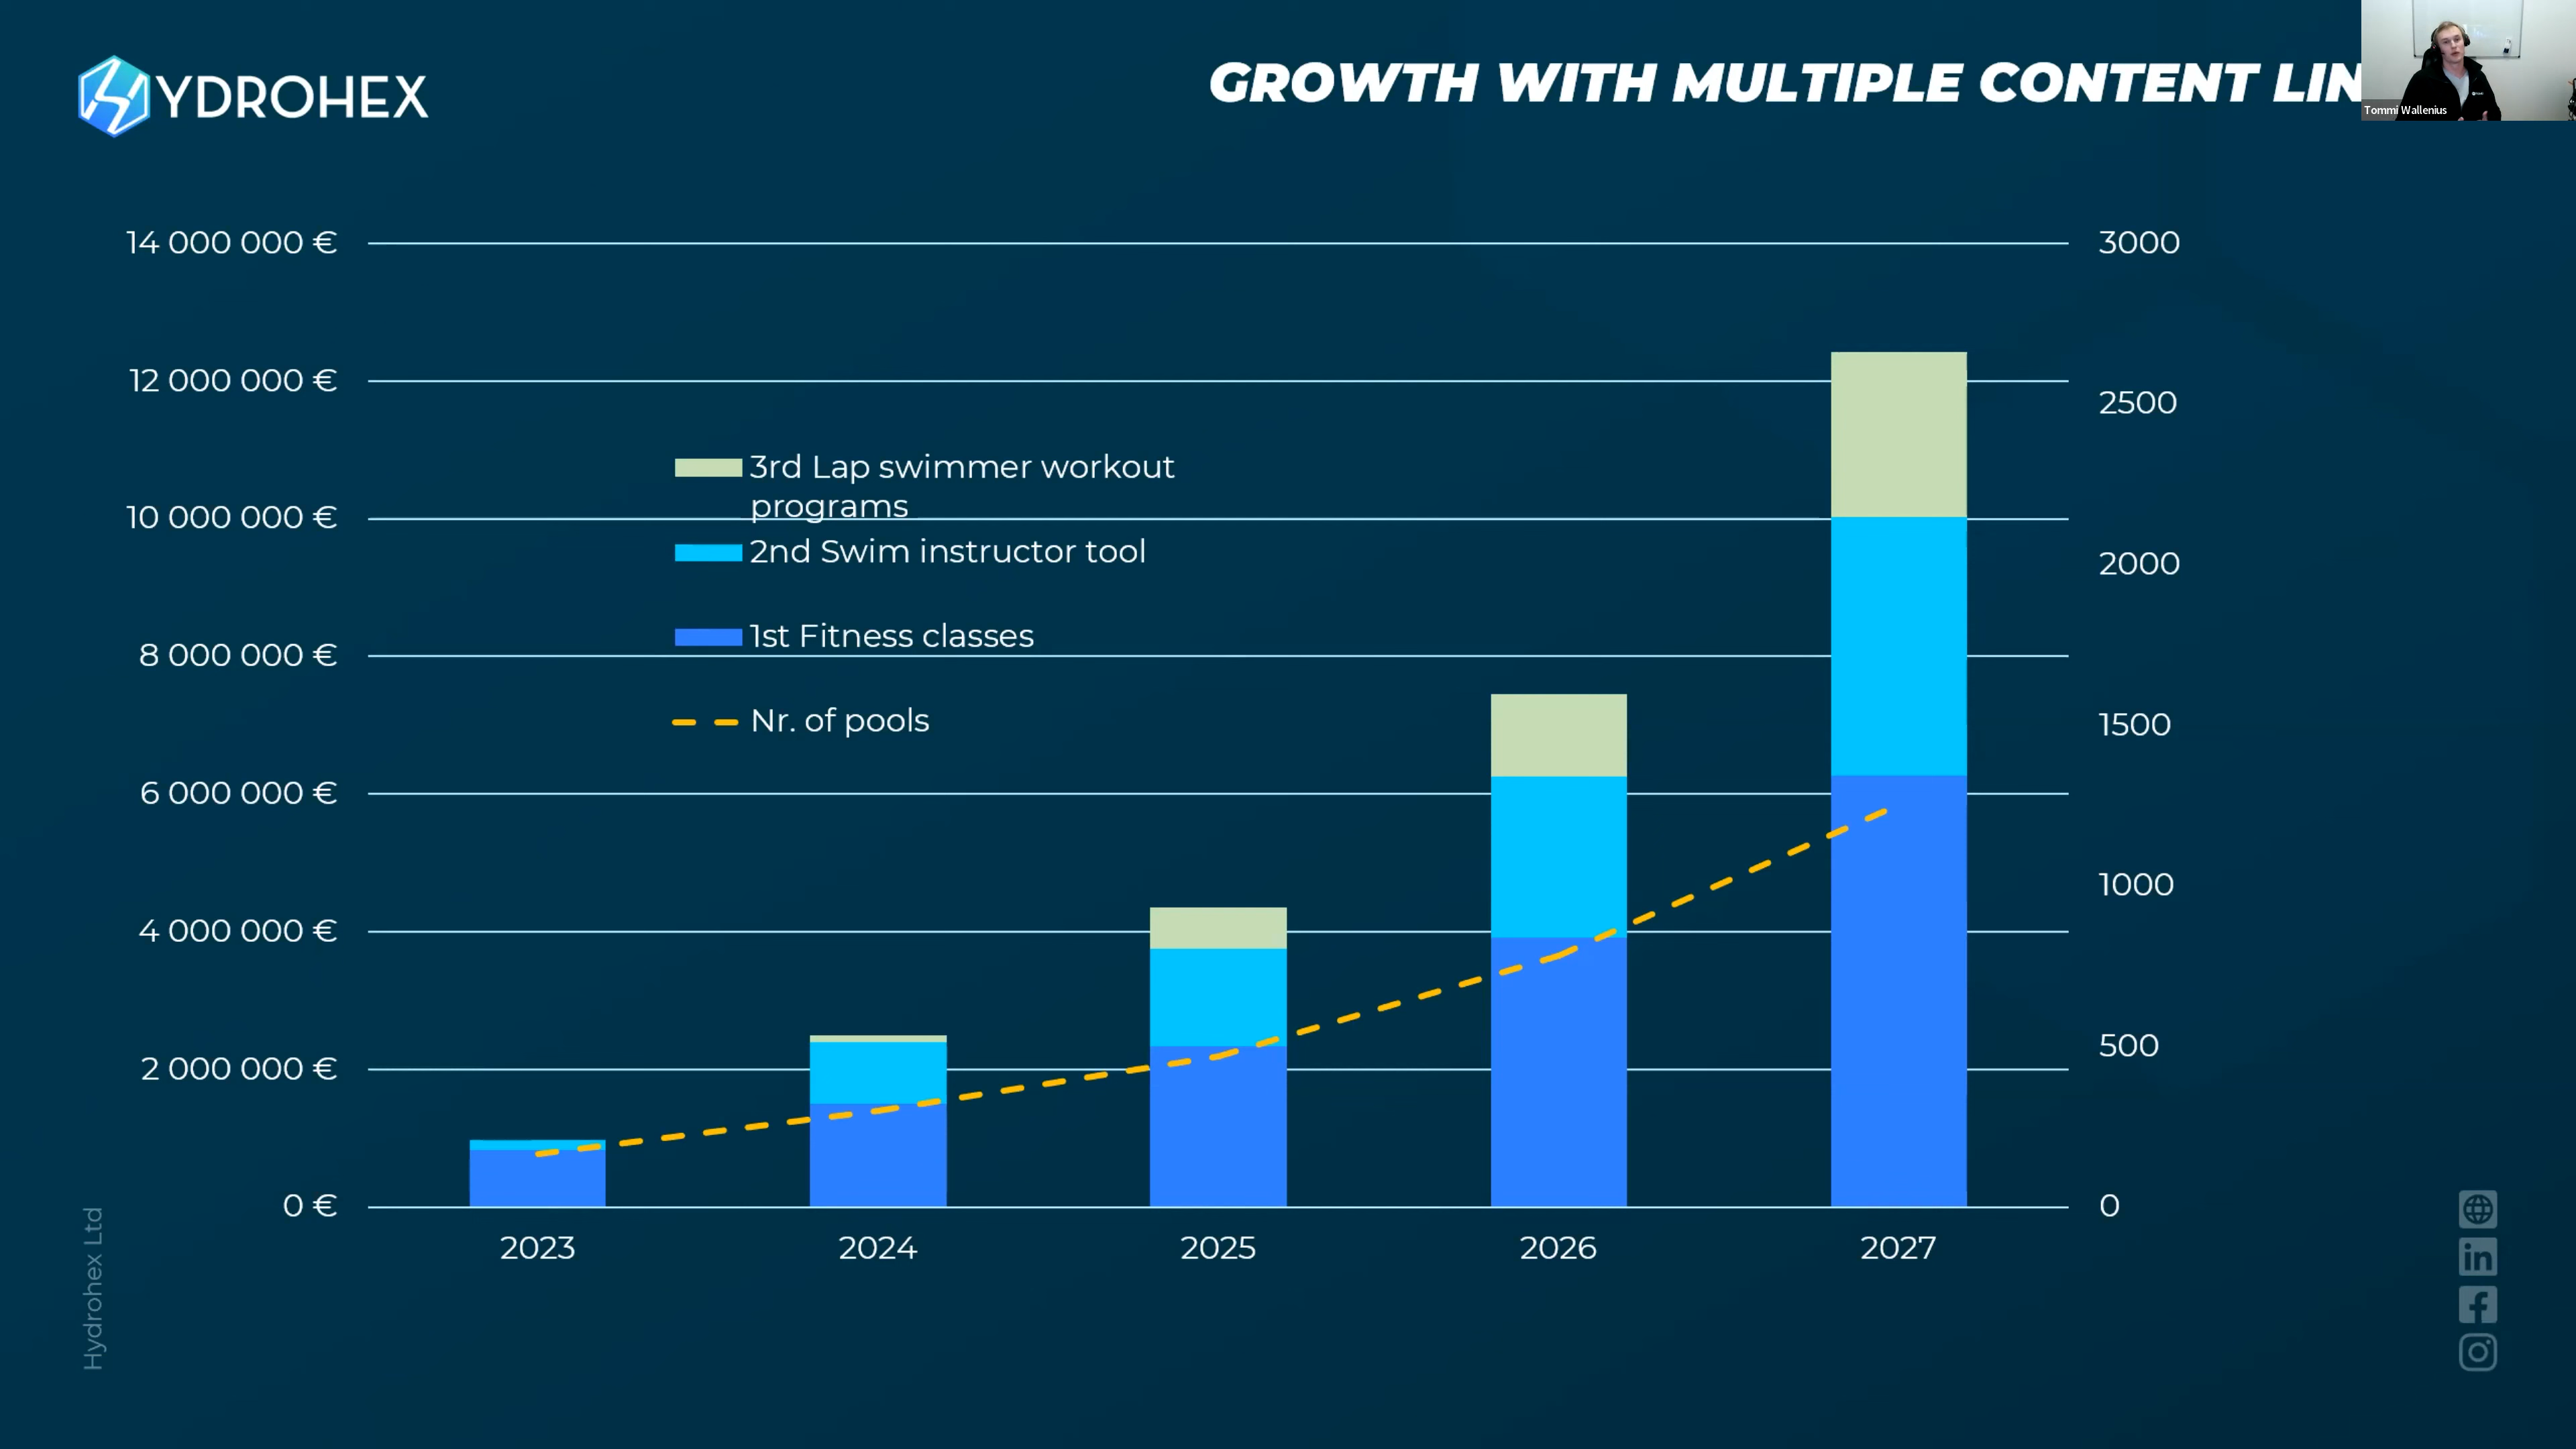 HYDROHEX
GROWTH WITH MULTIPLE CONTENT LIN
Tommi Wallenius
14 000 000 €
12 000 000 €
10 000 000 €
8 000 000 €
6 000 000 €
4 000 000 €
2 000 000 €
0 €
3rd Lap swimmer workout
programs
2nd Swim instructor tool
1st Fitness classes
Nr. of pools
3000
2500
2000
1500
1000
500
0
2023 2024 2025 2026 2027
Hydrohex Ltd